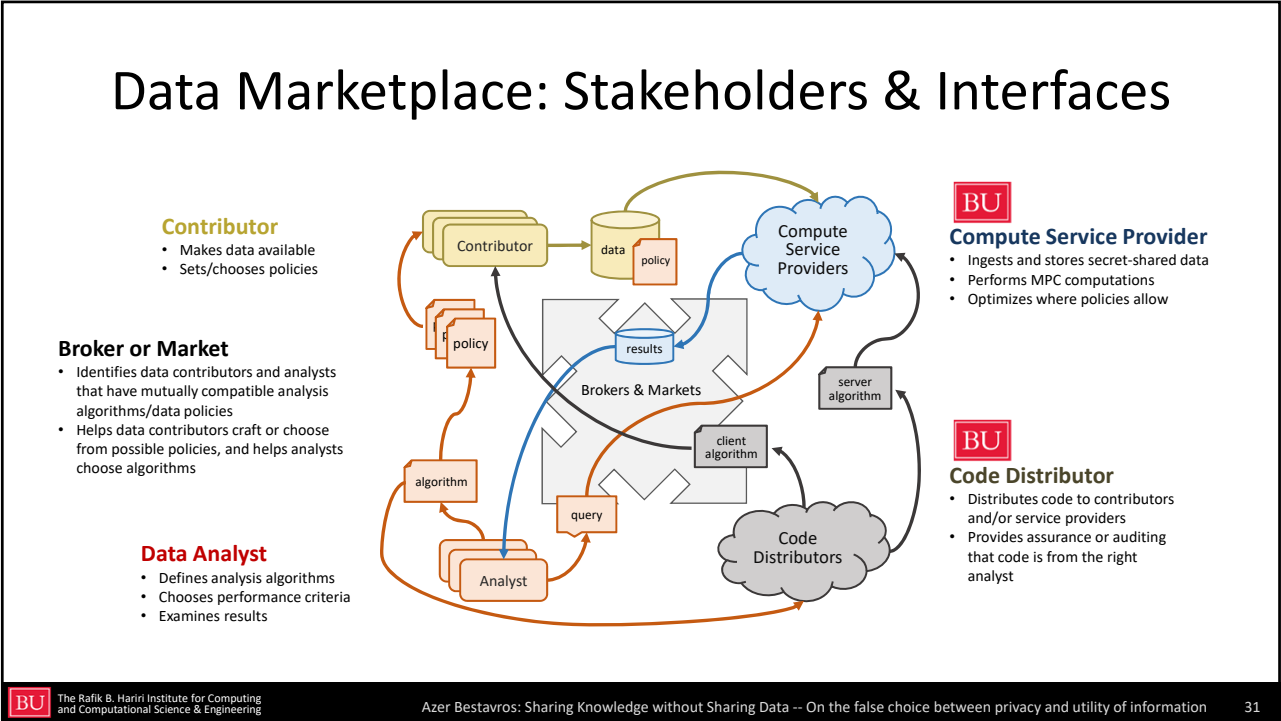 Data Marketplace: Stakeholders & Interfaces
Contributor
• Makes data available
• Sets/chooses policies
Broker or Market
• Identifies data contributors and analysts
that have mutually compatible analysis
algorithms/data policies
• Helps data contributors craft or choose
from possible policies, and helps analysts
choose algorithms
Data Analyst
• Defines analysis algorithms
• Chooses performance criteria
• Examines results
Contributor
data
policy
Compute
Service
Providers
policy
results
Brokers & Markets
server
algorithm
client
algorithm
algorithm
query
Code
Distributors
Analyst
BU
Compute Service Provider
• Ingests and stores secret-shared data
• Performs MPC computations
• Optimizes where policies allow
BU
Code Distributor
• Distributes code to contributors
and/or service providers
• Provides assurance or auditing
that code is from the right
analyst
BU
The Rafik B. Hariri Institute for Computing
and Computational Science & Engineering
Azer Bestavros: Sharing Knowledge without Sharing Data -- On the false choice between privacy and utility of information
31